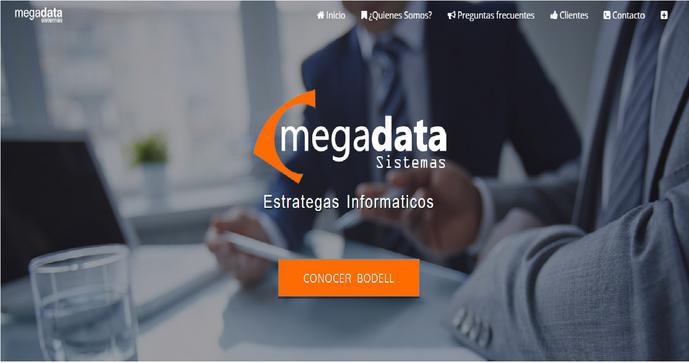 megadata
sistemas
Inicio
¿Quienes Somos?
Preguntas frecuentes
Clientes
Contacto
megadata
Sistemas
Estrategas Informaticos
CONOCER BODELL